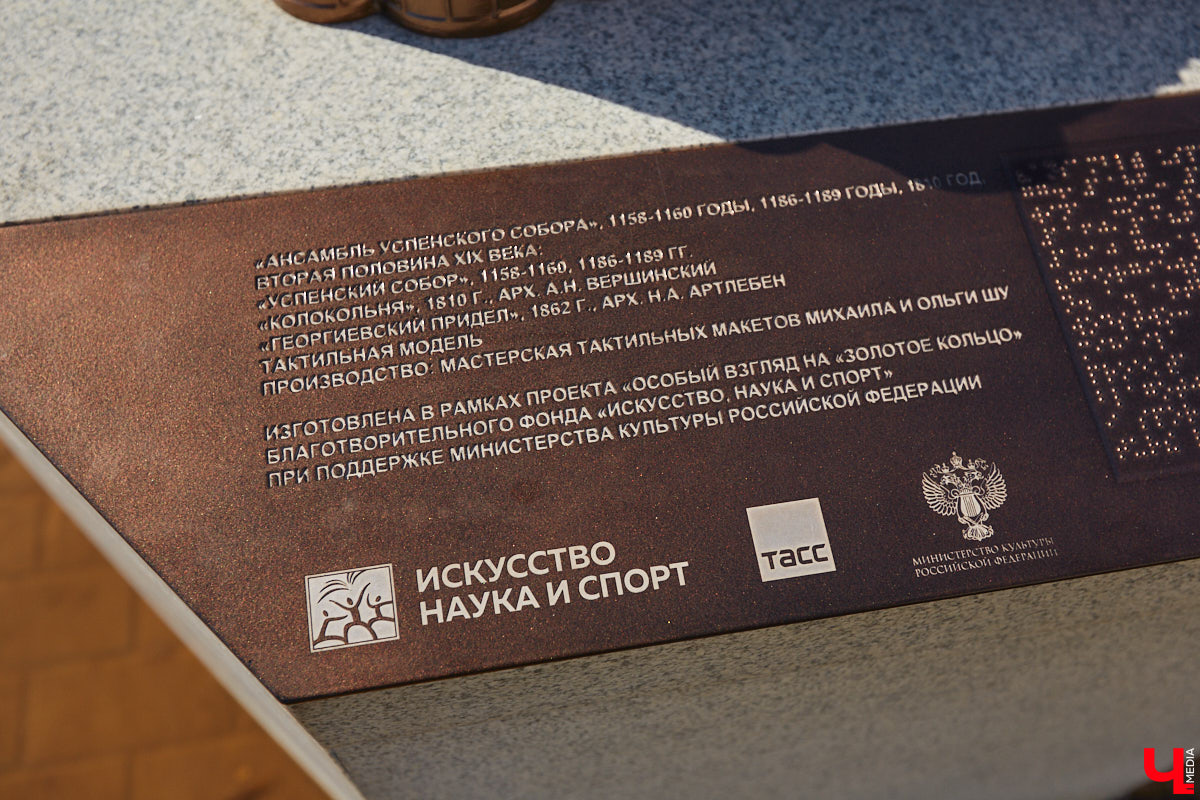 «АНСАМБЛЬ УСПЕНСКОГО СОБОРА», 1158-1160 ГОДЫ, 1186-1189 ГОДЫ, 1810 ГОД,
ВТОРАЯ ПОЛОВИНА XIX ВЕКА:
«УСПЕНСКИЙ СОБОР», 1158-1160, 1186-1189 ГГ.
«КОЛОКОЛЬНЯ», 1810 Г., АРХ. А.Н. ВЕРШИНСКИЙ
«ГЕОРГИЕВСКИЙ ПРИДЕЛ», 1862 Г., АРХ. Н.А. АРТЛЕБЕН
ТАКТИЛЬНАЯ МОДЕЛЬ
ПРОИЗВОДСТВО: МАСТЕРСКАЯ ТАКТИЛЬНЫХ МАКЕТОВ МИХАИЛА И ОЛЬГИ ШУ
ИЗГОТОВЛЕНА В РАМКАХ ПРОЕКТА «ОСОБЫЙ ВЗГЛЯД НА «ЗОЛОТОЕ КОЛЬЦО»
БЛАГОТВОРИТЕЛЬНОГО ФОНДА «ИСКУССТВО, НАУКА И СПОРТ»
ПРИ ПОДДЕРЖКЕ МИНИСТЕРСТВА КУЛЬТУРЫ РОССИЙСКОЙ ФЕДЕРАЦИИ
ИСКУССТВО
НАУКА И СПОРТ
ТАСС
МИНИСТЕРСТВО КУЛЬТУРЫ
РОССИЙСКОЙ ФЕДЕРАЦИИ
Ч MEDIA